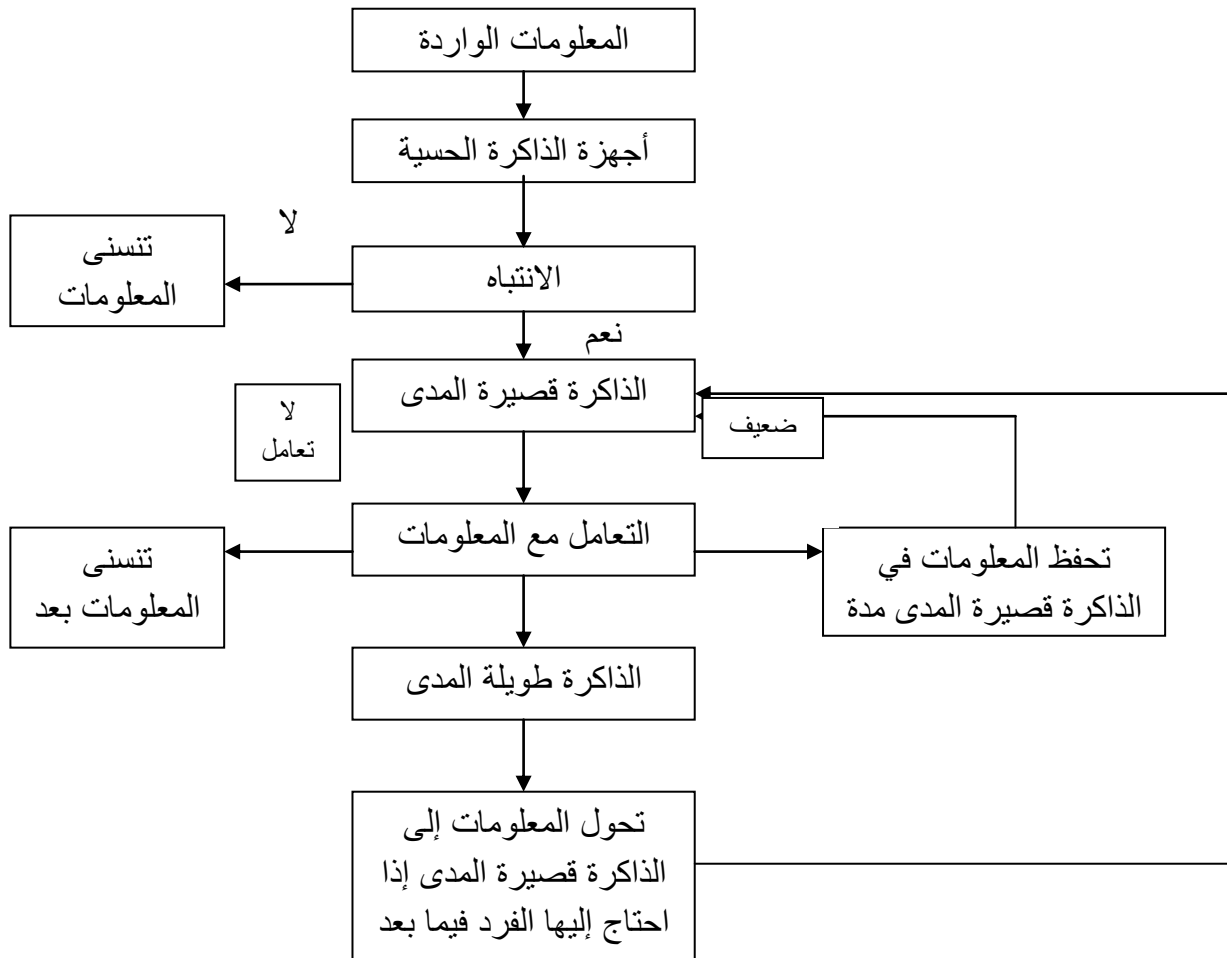 المعلومات الواردة
أجهزة الذاكرة الحسية
لا
تنسنى
المعلومات
الانتباه
نعم
الذاكرة قصيرة المدى
لا
تعامل
ضعيف
التعامل مع المعلومات
تنسنى
المعلومات بعد
تحفظ المعلومات في
الذاكرة قصيرة المدى مدة
الذاكرة طويلة المدى
تحول المعلومات إلى
الذاكرة قصيرة المدى إذا
احتاج إليها الفرد فيما بعد